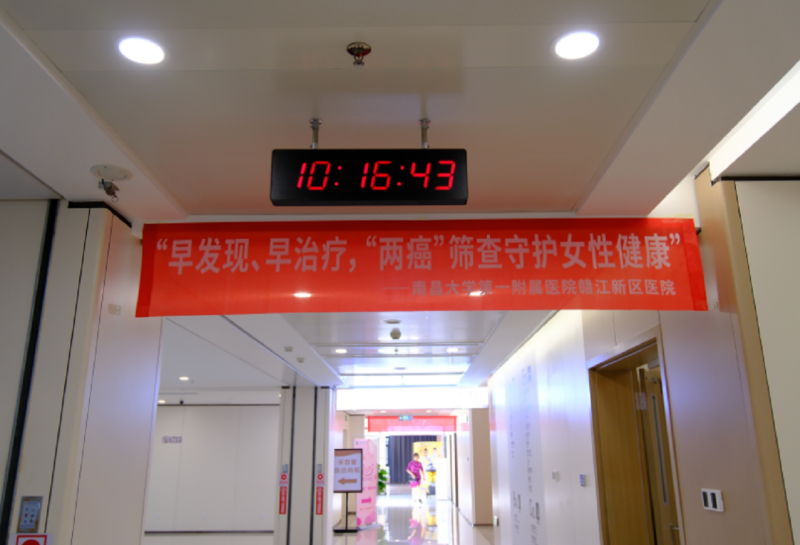 10:16:43
“早发现、早治疗，“两癌”筛查守护女性健康”
——南昌大学第一附属医院赣江新区医院